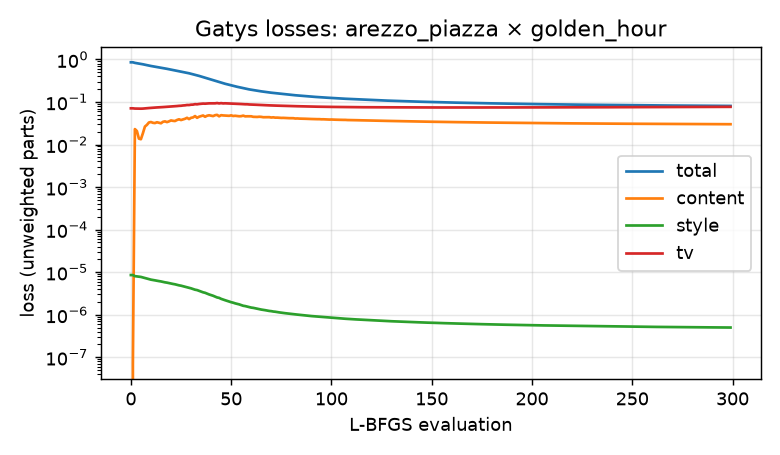 Gatys losses: arezzo_piazza × golden_hour
loss (unweighted parts)
10⁰
10⁻¹
10⁻²
10⁻³
10⁻⁴
10⁻⁵
10⁻⁶
10⁻⁷
total
content
style
tv
0 50 100 150 200 250 300
L-BFGS evaluation